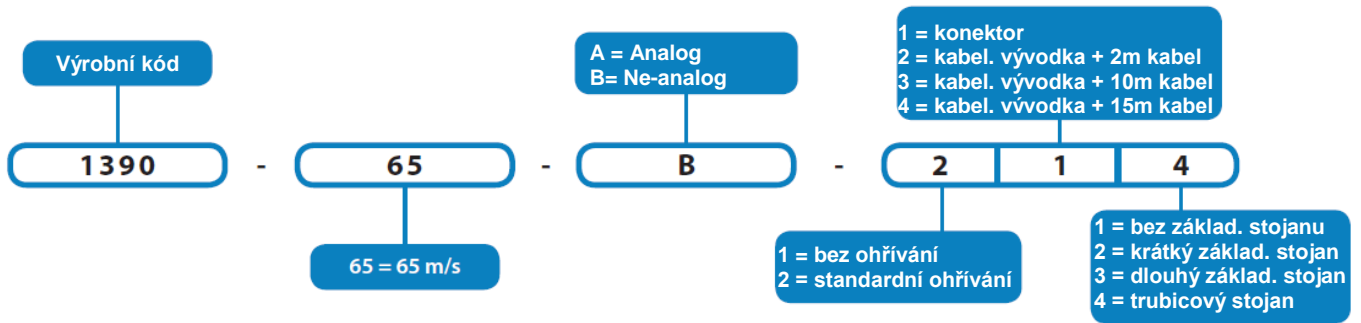 Výrobní kód
A = Analog
B= Ne-analog
1 = konektor
2 = kabel. vývodka + 2m kabel
3 = kabel. vývodka + 10m kabel
4 = kabel. vývodka + 15m kabel
1390 - 65 - B - 2 1 4
65 = 65 m/s
1 = bez ohřívání
2 = standardní ohřívání
1 = bez základ. stojanu
2 = krátký základ. stojan
3 = dlouhý základ. stojan
4 = trubicový stojan